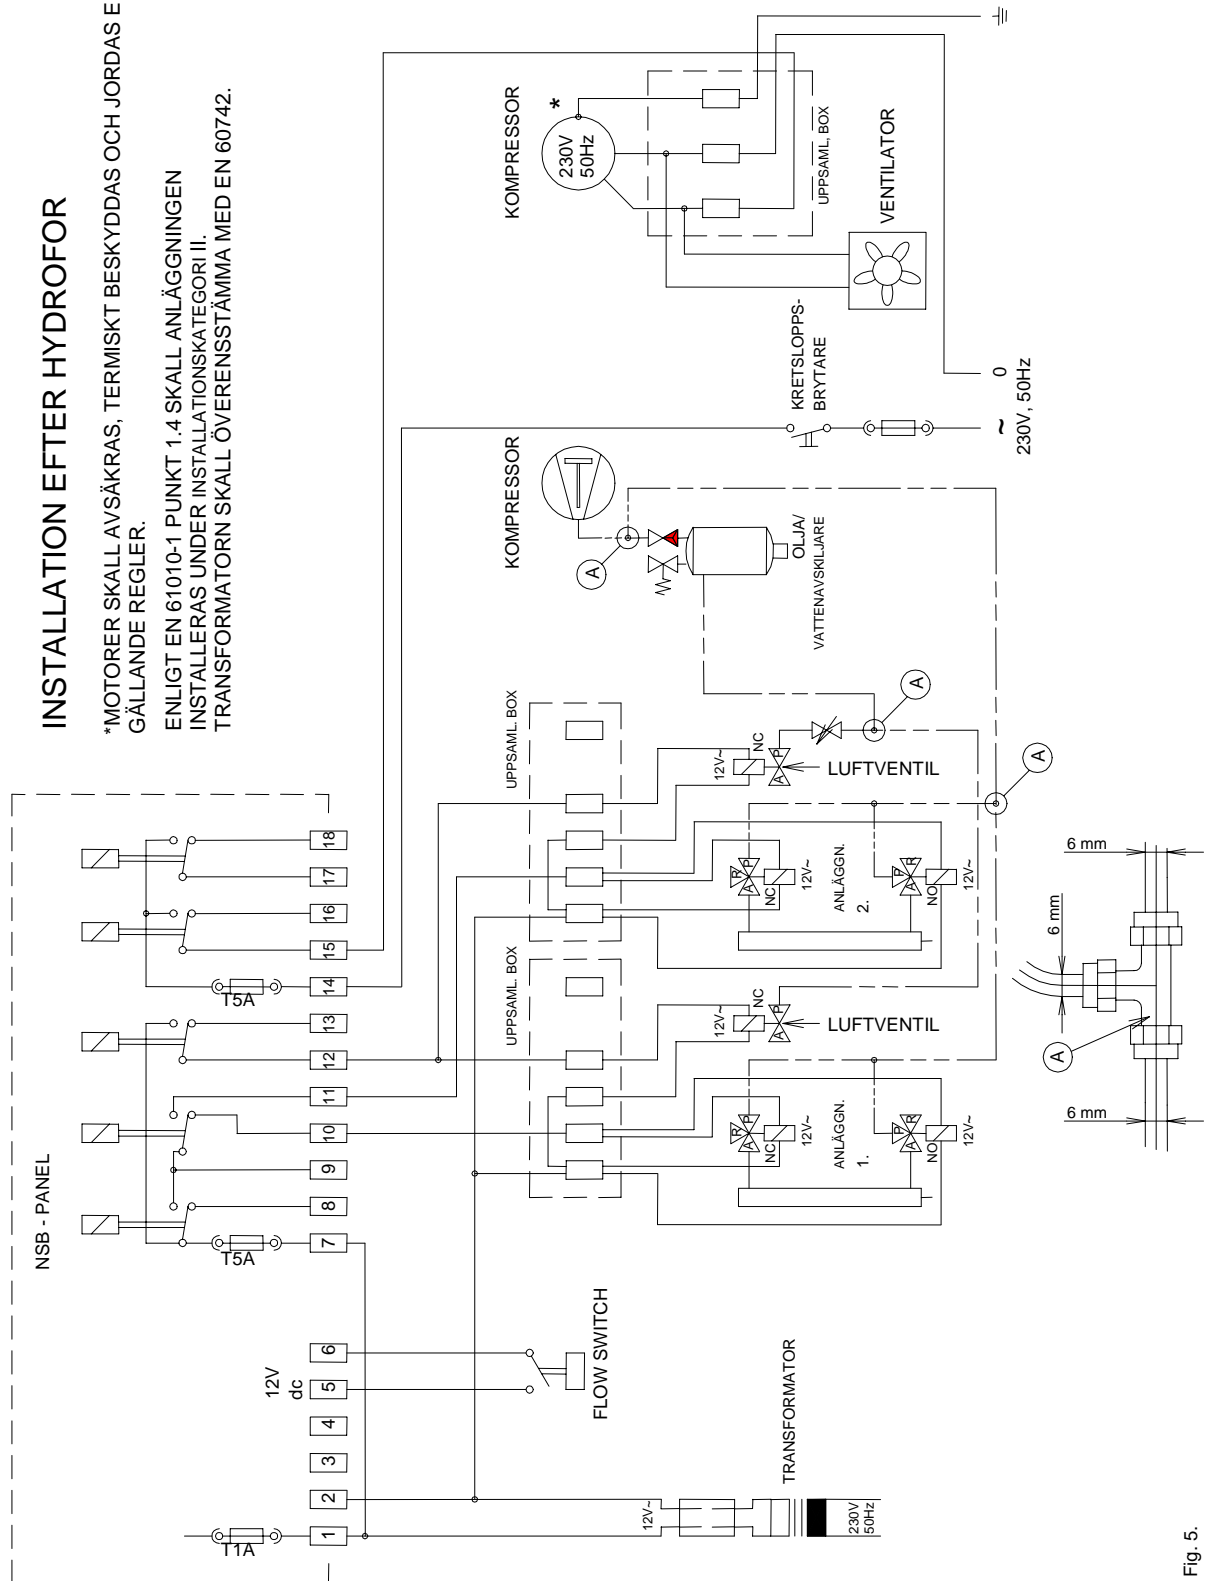 INSTALLATION EFTER HYDROFOR
*MOTORER SKALL AVSÄKRAS, TERMISKT BESKYDDAS OCH JORDAS E
GÄLLANDE REGLER.
ENLIGT EN 61010-1 PUNKT 1.4 SKALL ANLÄGGNINGEN
INSTALLERAS UNDER INSTALLATIONSKATEGORI II.
TRANSFORMATORN SKALL ÖVERENSSTÄMMA MED EN 60742.
NSB - PANEL
T1A
T5A
T5A
12V
dc
1
2
3
4
5
6
7
8
9
10
11
12
13
14
15
16
17
18
FLOW SWITCH
TRANSFORMATOR
12V~
230V
50Hz
UPPSAML. BOX
UPPSAML. BOX
12V~
NC
A
P
LUFTVENTIL
12V~
NC
A
P
LUFTVENTIL
ANLÄGGN.
1.
A
R
P
NC
12V~
A
P
R
NO
12V~
ANLÄGGN.
2.
A
R
P
NC
12V~
A
P
R
NO
12V~
A
A
A
KOMPRESSOR
OLJA/
VATTENAVSKILJARE
KOMPRESSOR
*
230V
50Hz
UPPSAML, BOX
VENTILATOR
KRETSLOPPS-
BRYTARE
~
0
230V, 50Hz
6 mm
6 mm
6 mm
A
Fig. 5.